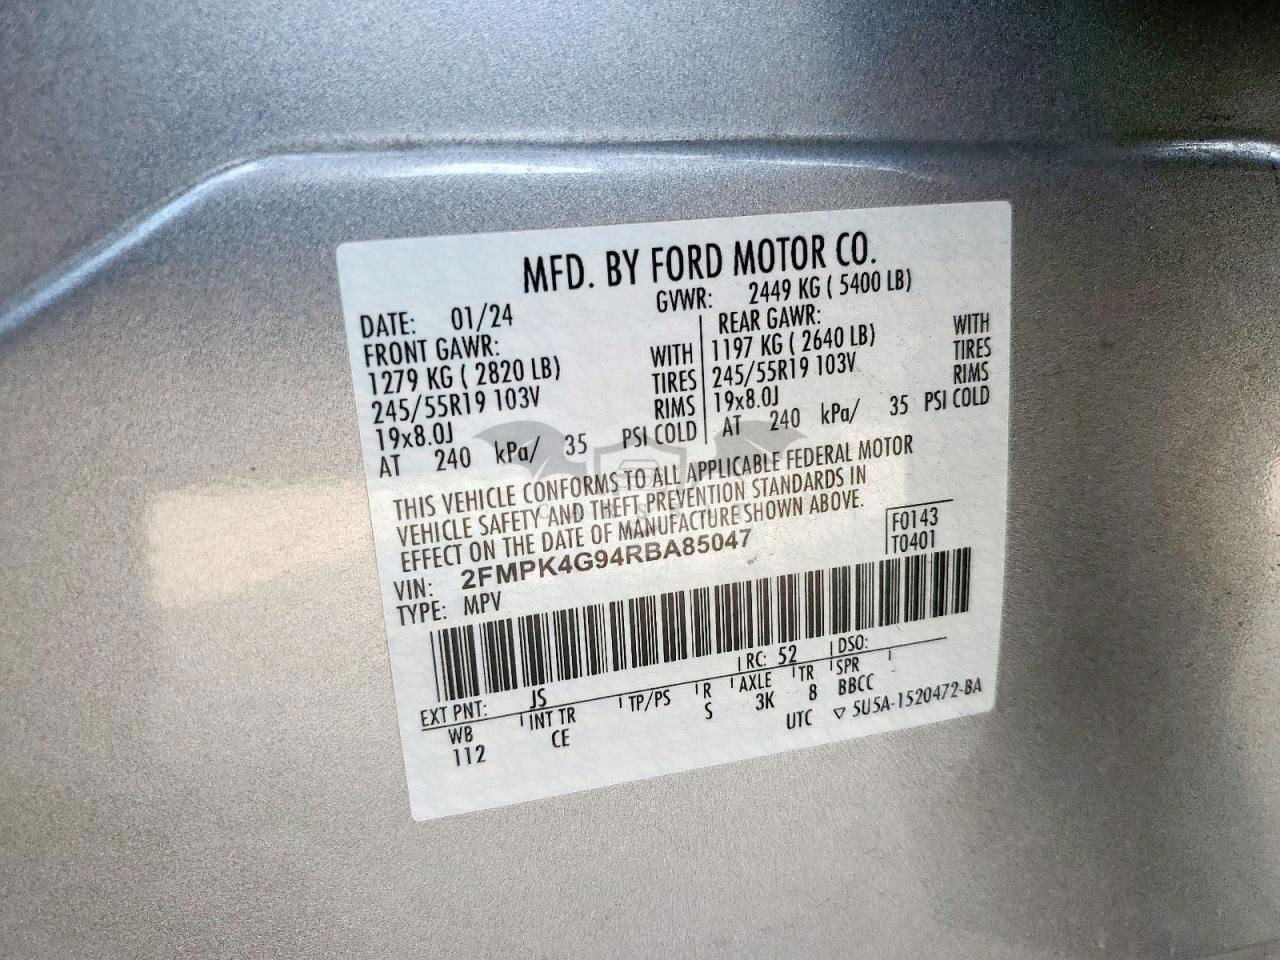 MFD. BY FORD MOTOR CO.
DATE: 01/24 GVWR: 2449 KG ( 5400 LB)
FRONT GAWR: REAR GAWR:
1279 KG ( 2820 LB) WITH 1197 KG ( 2640 LB) WITH
245/55R19 103V TIRES 245/55R19 103V TIRES
19x8.0J RIMS 19x8.0J RIMS
AT 240 kPa/ 35 PSI COLD AT 240 kPa/ 35 PSI COLD
THIS VEHICLE CONFORMS TO ALL APPLICABLE FEDERAL MOTOR
VEHICLE SAFETY AND THEFT PREVENTION STANDARDS IN
EFFECT ON THE DATE OF MANUFACTURE SHOWN ABOVE.
VIN: 2FMPK4G94RBA85047 F0143
TYPE: MPV T0401
EXT PNT: JS RC: 52 DSO:
WB INT TR TP/PS R AXLE TR SPR
112 CE S 3K 8 BBCC
UTC ▽ 5U5A-1520472-BA